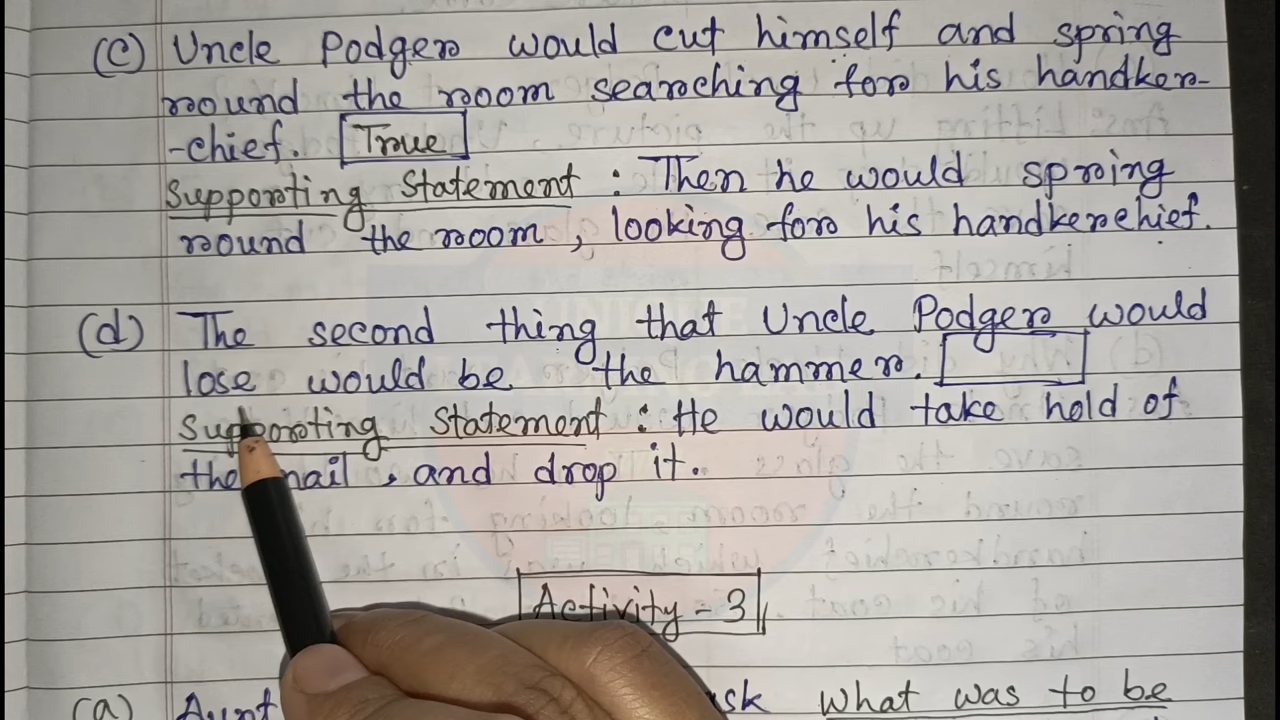 (c) Uncle Podger would cut himself and spring
round the room searching for his handker-
-chief. True
Supporting Statement : Then he would spring
round the room, looking for his handkerchief.
(d) The second thing that Uncle Podger would
lose would be the hammer.
Supporting Statement : He would take hold of
the nail, and drop it.
Activity - 3
(a) Aunt what was to be